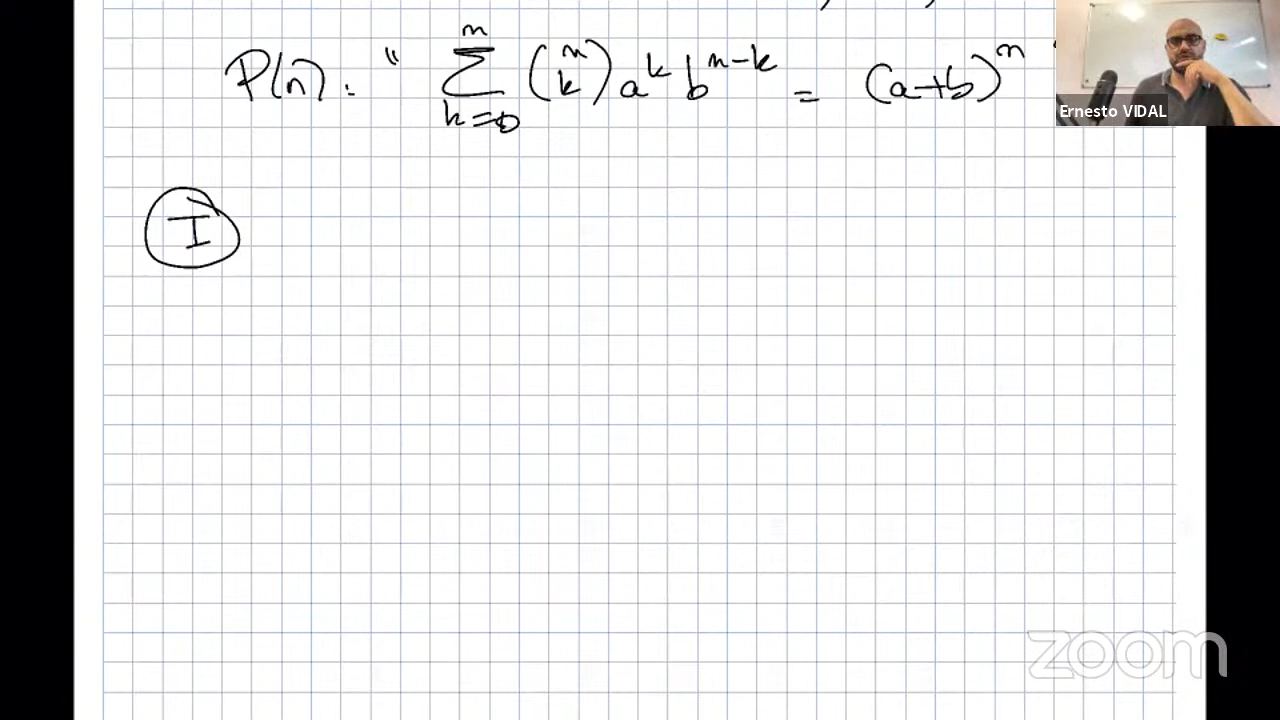 P(n) : " \sum_{k=0}^{n} \binom{n}{k} a^k b^{n-k} = (a+b)^n "
Ernesto VIDAL
I
zoom